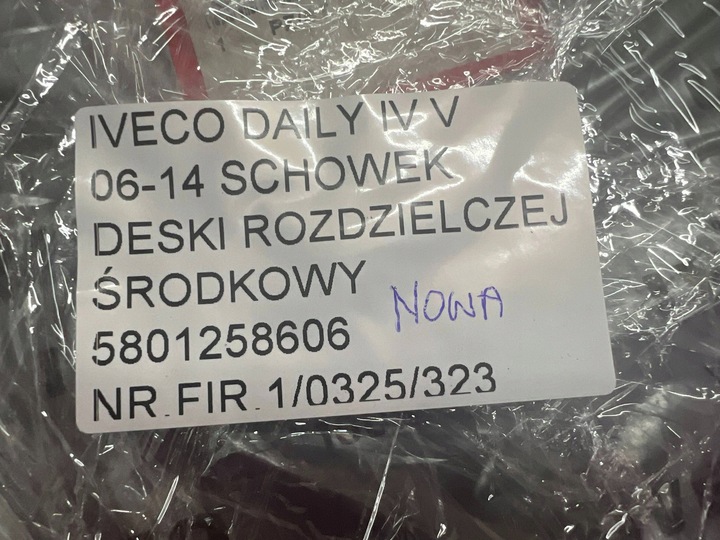 IVECO DAILY IV V
06-14 SCHOWEK
DESKI ROZDZIELCZEJ
ŚRODKOWY
NOWA
5801258606
NR.FIR.1/0325/323